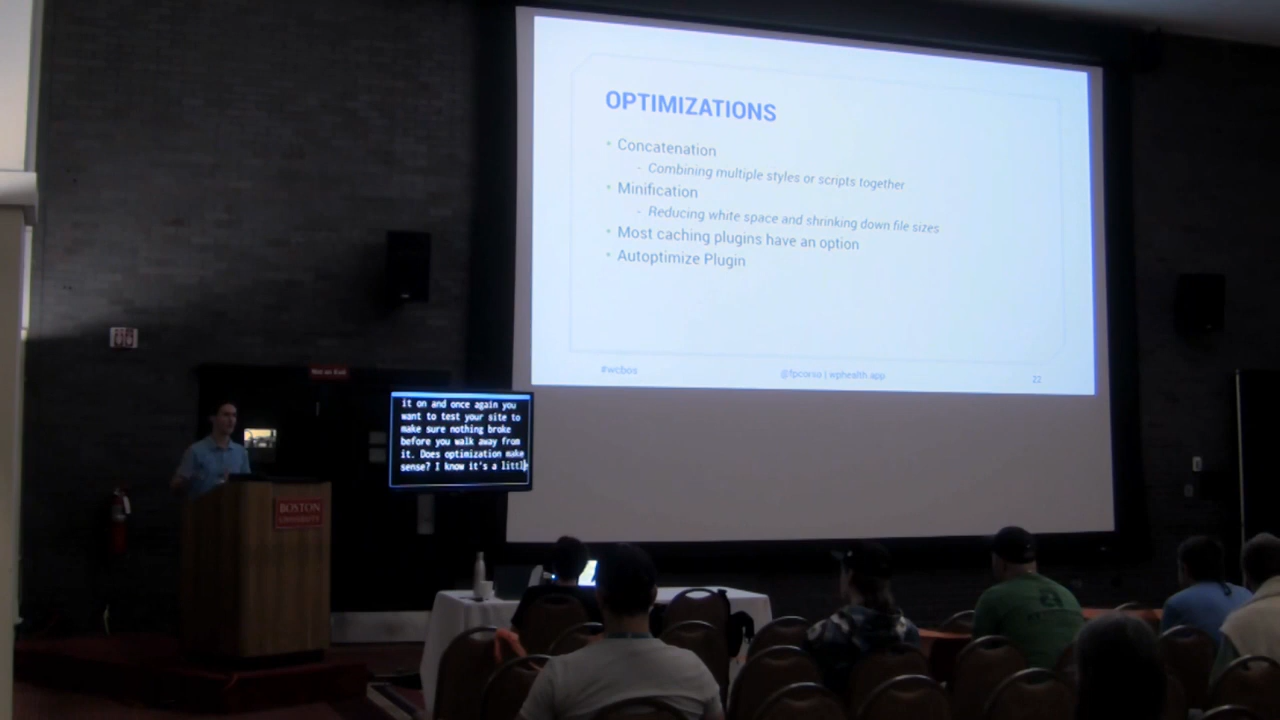 OPTIMIZATIONS
• Concatenation
- Combining multiple styles or scripts together
• Minification
- Reducing white space and shrinking down file sizes
• Most caching plugins have an option
• Autoptimize Plugin
#wcbos
@fpcorso | wphealth.app
22
Not an Exit
it on and once again you
want to test your site to
make sure nothing broke
before you walk away from
it. Does optimization make
sense? I know it's a little
BOSTON
UNIVERSITY